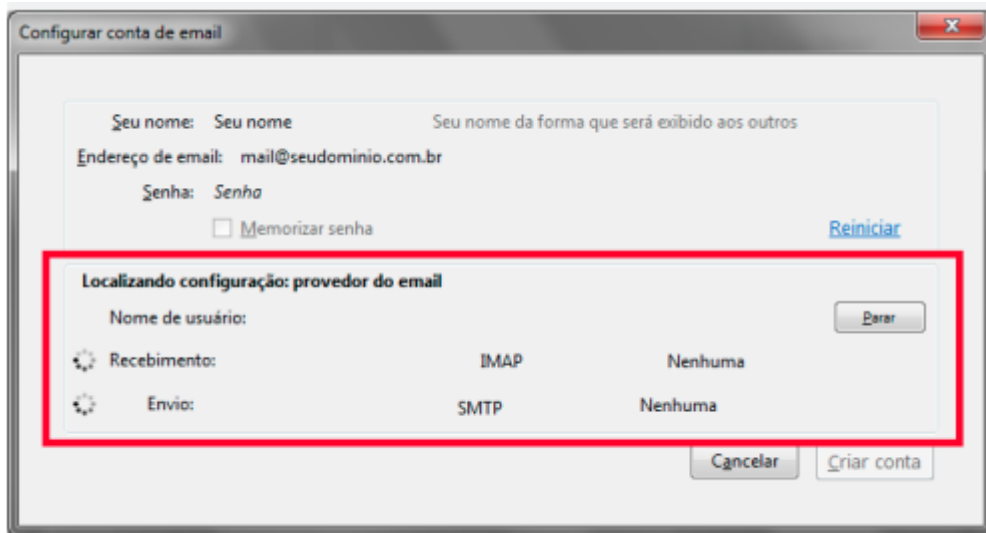 Configurar conta de email
Seu nome: Seu nome Seu nome da forma que será exibido aos outros
Endereço de email: mail@seudominio.com.br
Senha: Senha
Memorizar senha Reiniciar
Localizando configuração: provedor do email
Nome de usuário: Parar
Recebimento: IMAP Nenhuma
Envio: SMTP Nenhuma
Cancelar Criar conta